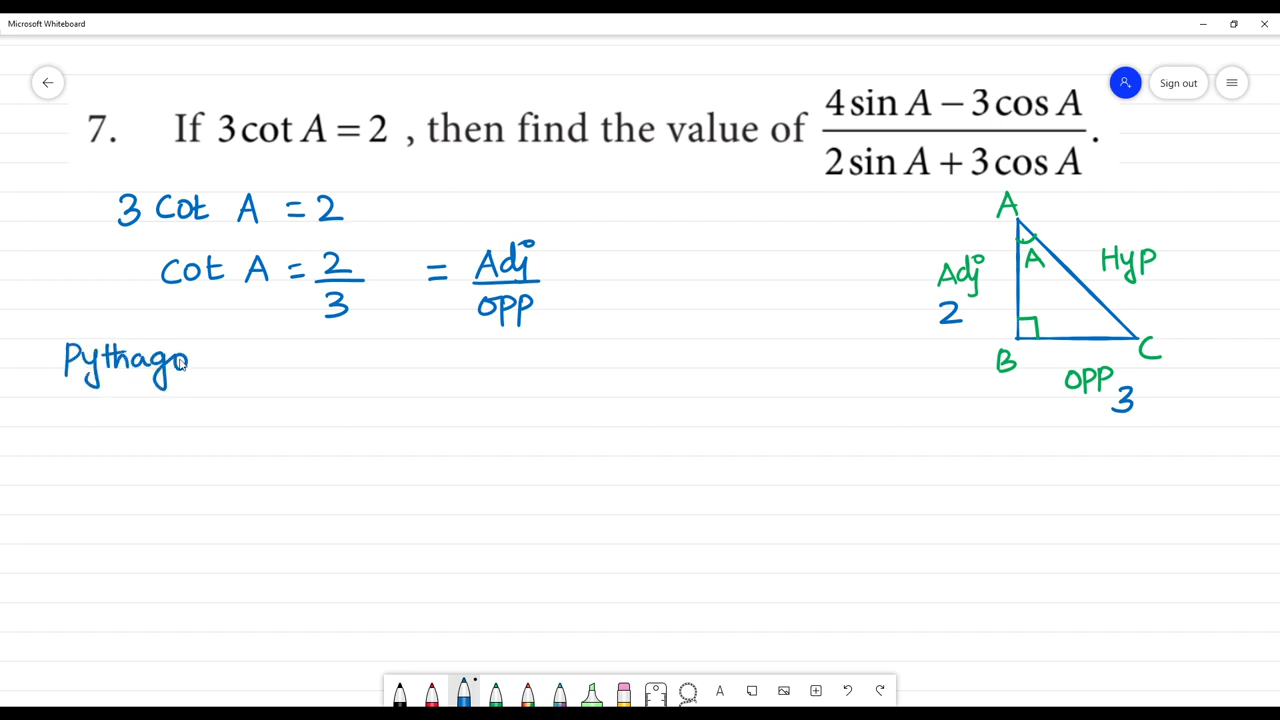 Microsoft Whiteboard
Sign out
7. If 3 cot A = 2 , then find the value of (4 sin A − 3 cos A)/(2 sin A + 3 cos A).
3 Cot A = 2
Cot A = 2/3 = Adj/OPP
Pythago
A
A
Adj
2
Hyp
B
C
OPP
3
A